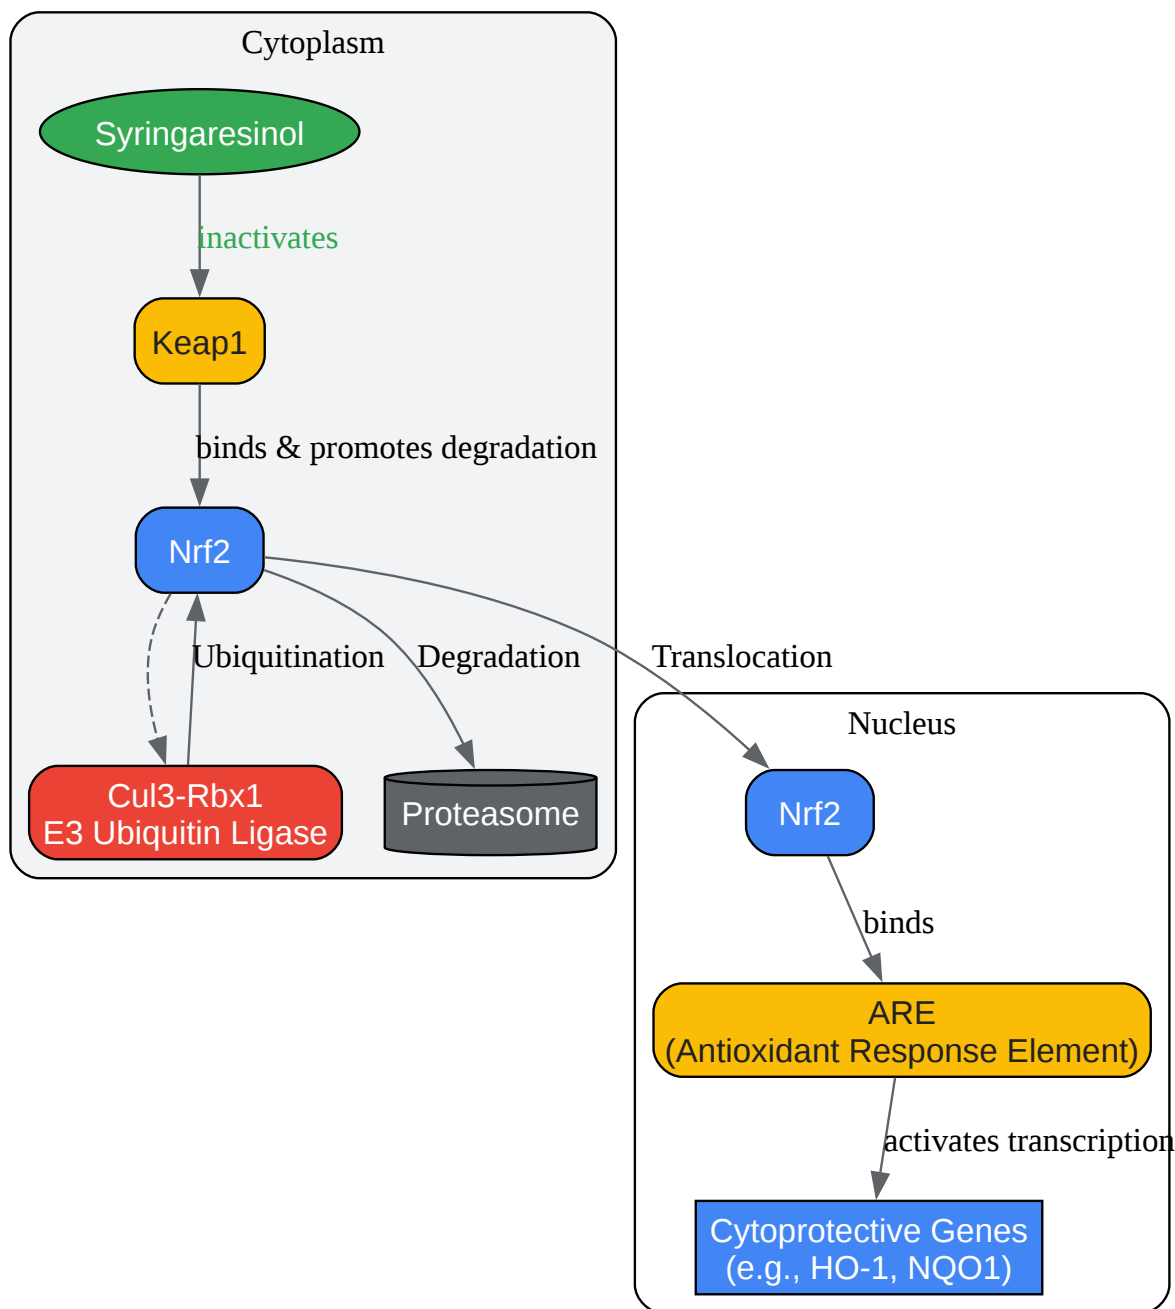 Cytoplasm
Syringaresinol
inactivates
Keap1
binds & promotes degradation
Nrf2
Ubiquitination
Degradation
Translocation
Cul3-Rbx1
E3 Ubiquitin Ligase
Proteasome
Nucleus
Nrf2
binds
ARE
(Antioxidant Response Element)
activates transcription
Cytoprotective Genes
(e.g., HO-1, NQO1)